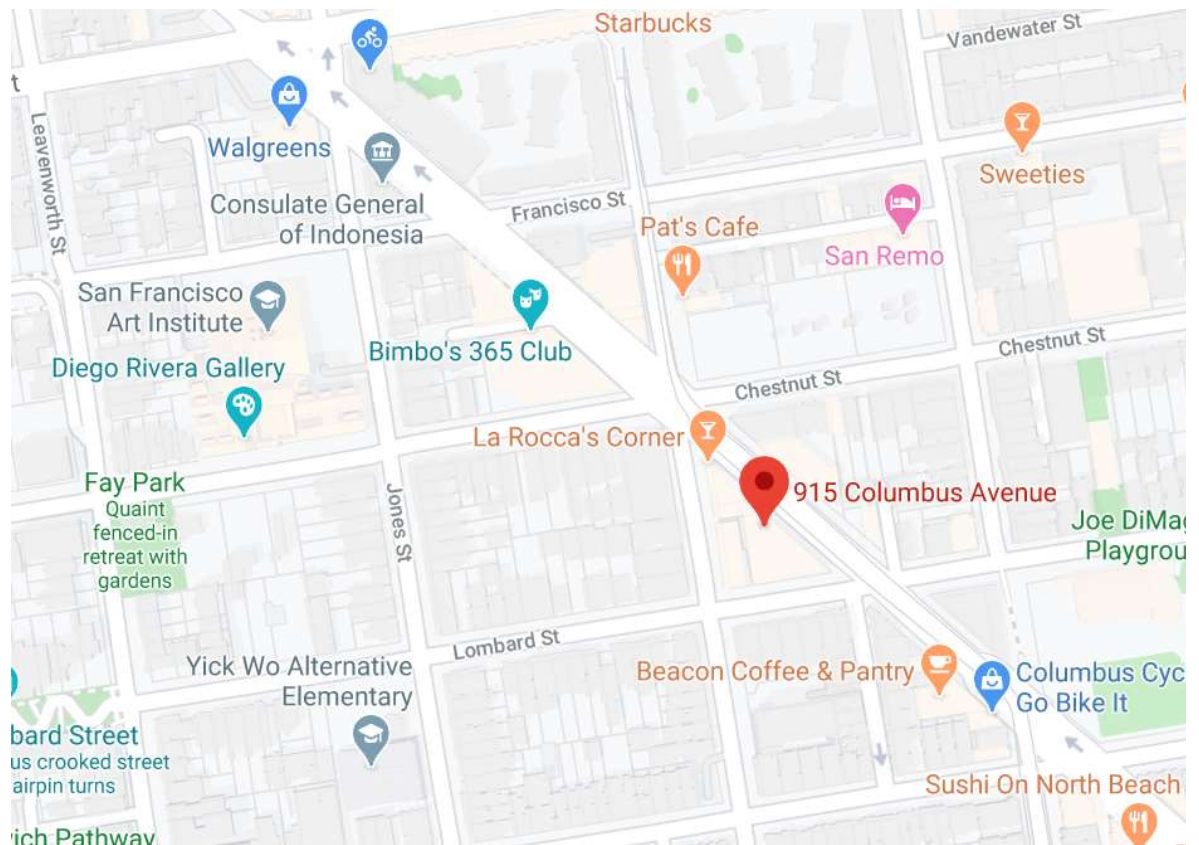 Starbucks
Vandewater St
t
Leavenworth St
Walgreens
Sweeties
Consulate General
of Indonesia
Francisco St
Pat's Cafe
San Remo
San Francisco
Art Institute
Bimbo's 365 Club
Chestnut St
Diego Rivera Gallery
Chestnut St
La Rocca's Corner
Fay Park
Quaint
fenced-in
retreat with
gardens
Jones St
915 Columbus Avenue
Joe DiMag
Playgrou
Lombard St
Yick Wo Alternative
Elementary
Beacon Coffee & Pantry
Columbus Cyc
Go Bike It
bard Street
us crooked street
airpin turns
Sushi On North Beach
ich Pathway